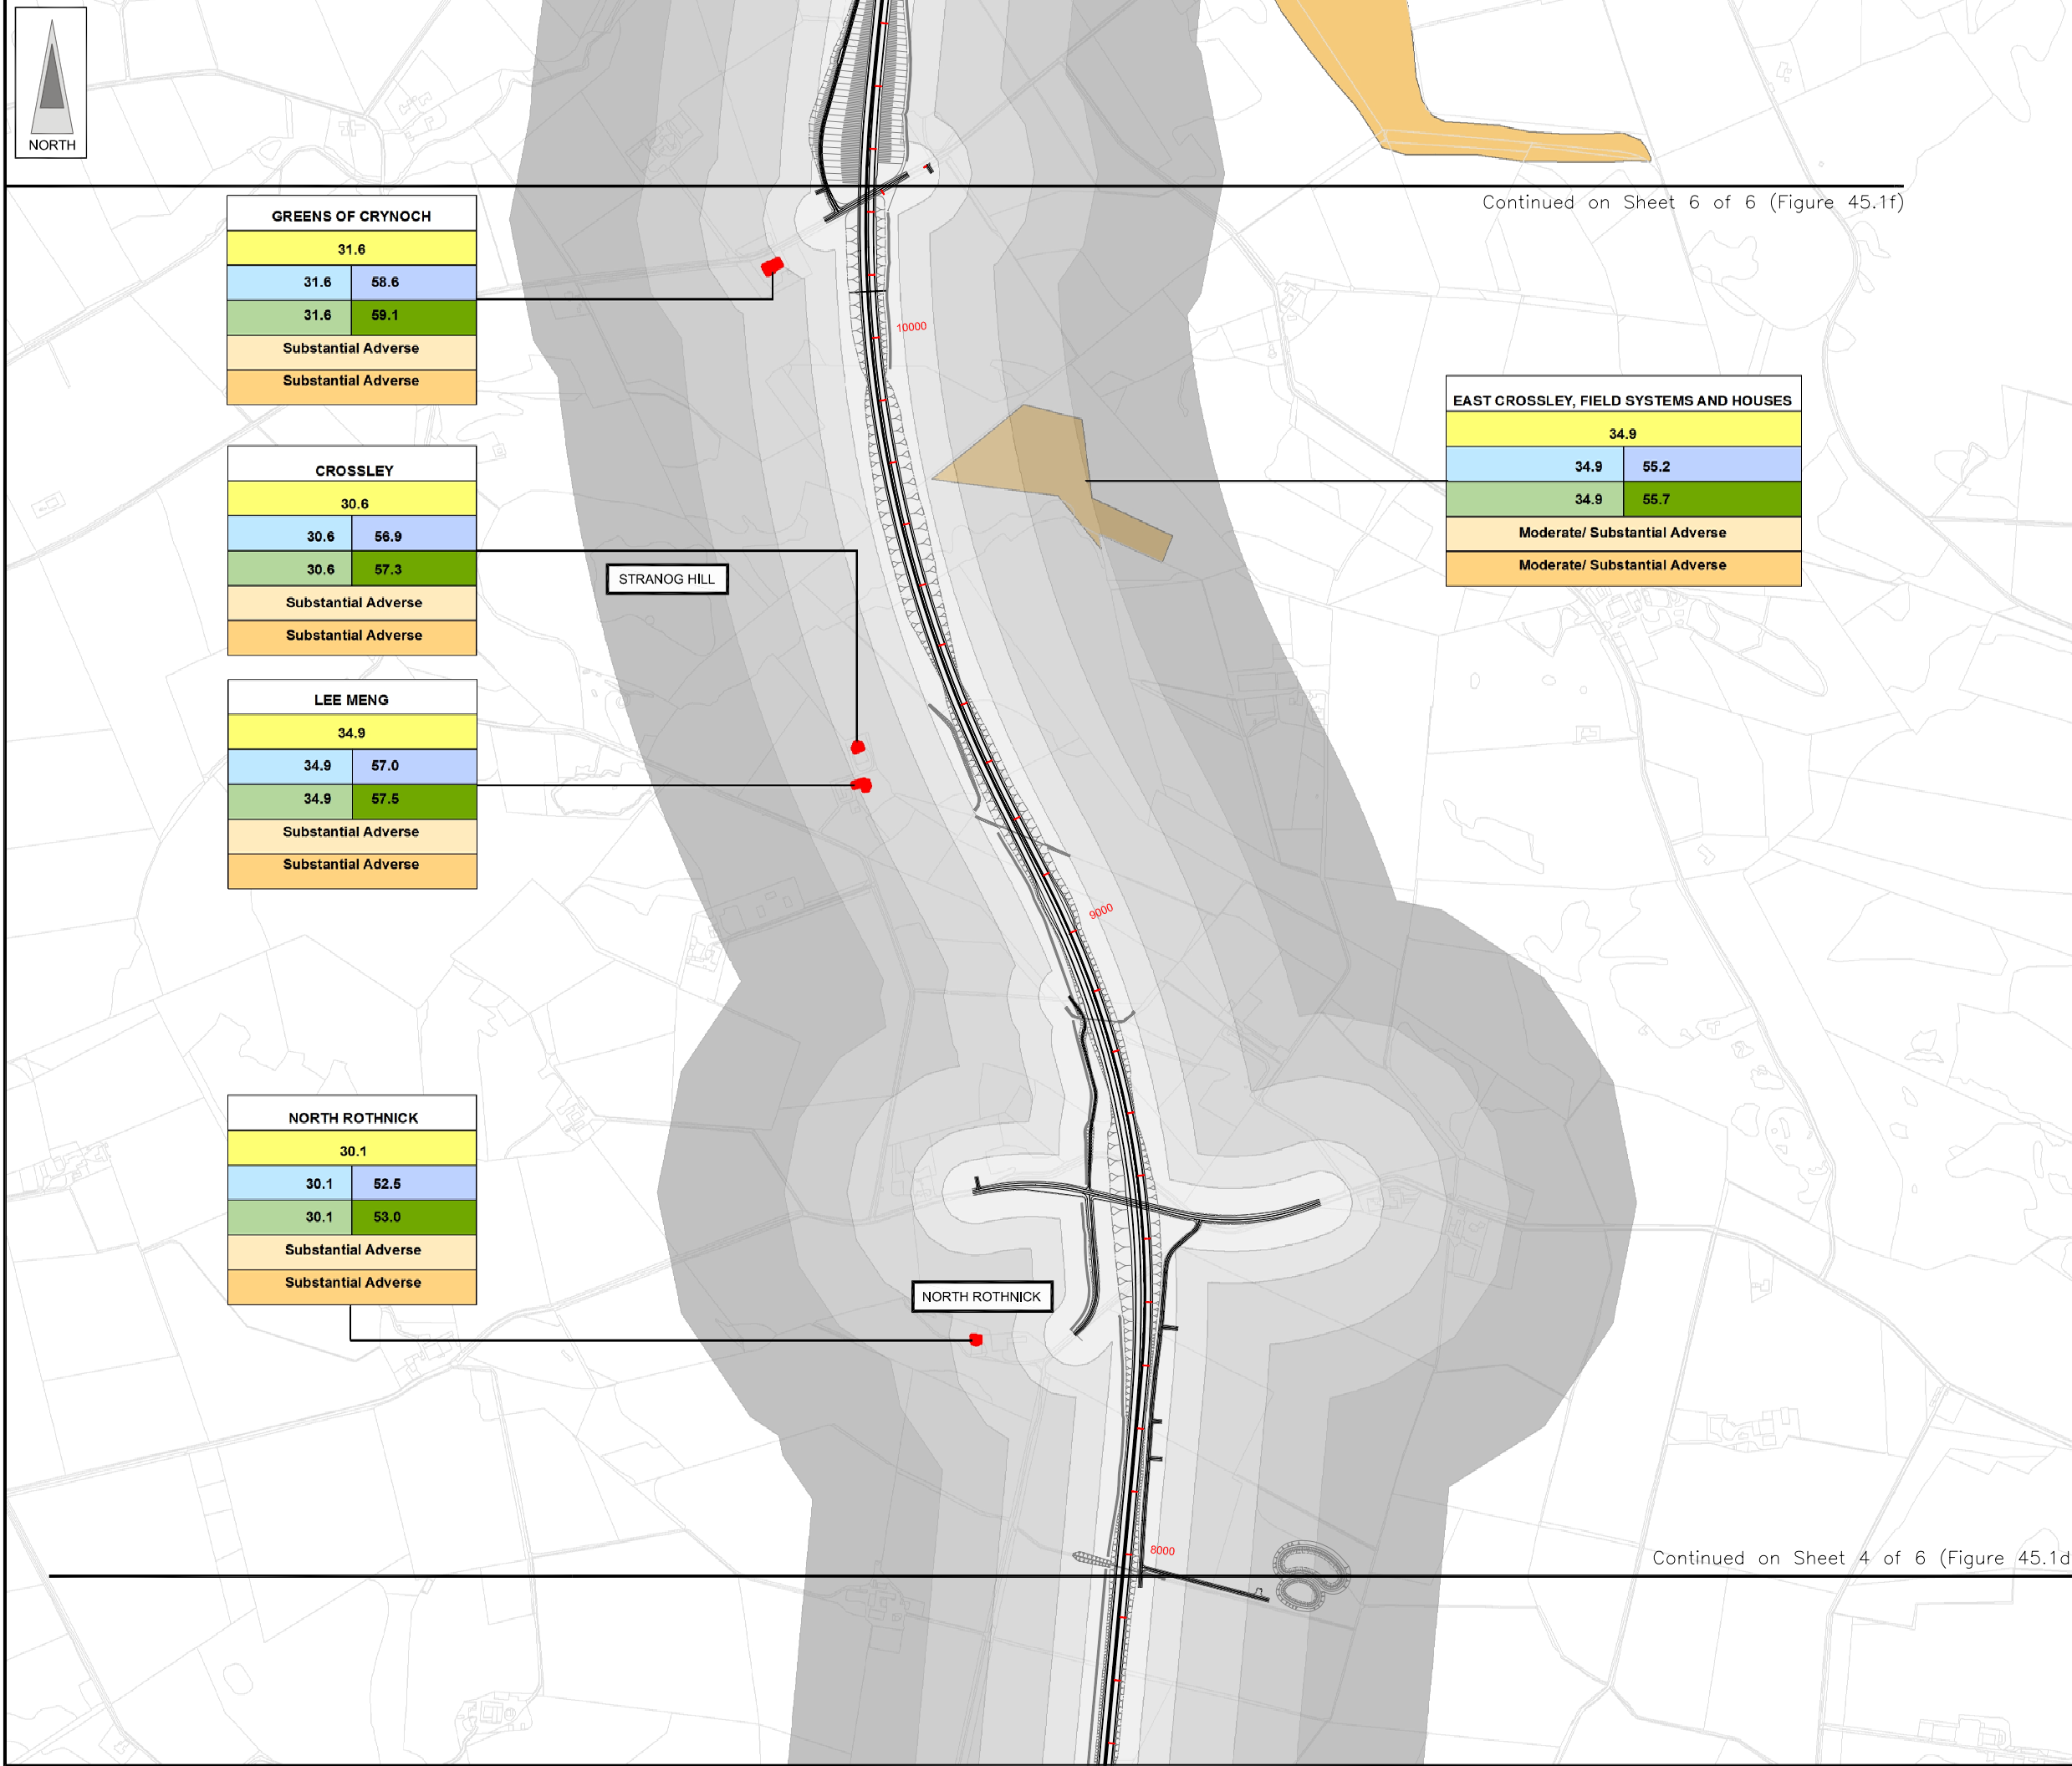 NORTH
Continued on Sheet 6 of 6 (Figure 45.1f)
GREENS OF CRYNOCH
31.6
31.6 58.6
31.6 59.1
Substantial Adverse
Substantial Adverse
10000
EAST CROSSLEY, FIELD SYSTEMS AND HOUSES
34.9
34.9 55.2
34.9 55.7
Moderate/ Substantial Adverse
Moderate/ Substantial Adverse
CROSSLEY
30.6
30.6 56.9
30.6 57.3
Substantial Adverse
Substantial Adverse
STRANOG HILL
LEE MENG
34.9
34.9 57.0
34.9 57.5
Substantial Adverse
Substantial Adverse
9000
NORTH ROTHNICK
30.1
30.1 52.5
30.1 53.0
Substantial Adverse
Substantial Adverse
NORTH ROTHNICK
8000
Continued on Sheet 4 of 6 (Figure 45.1d